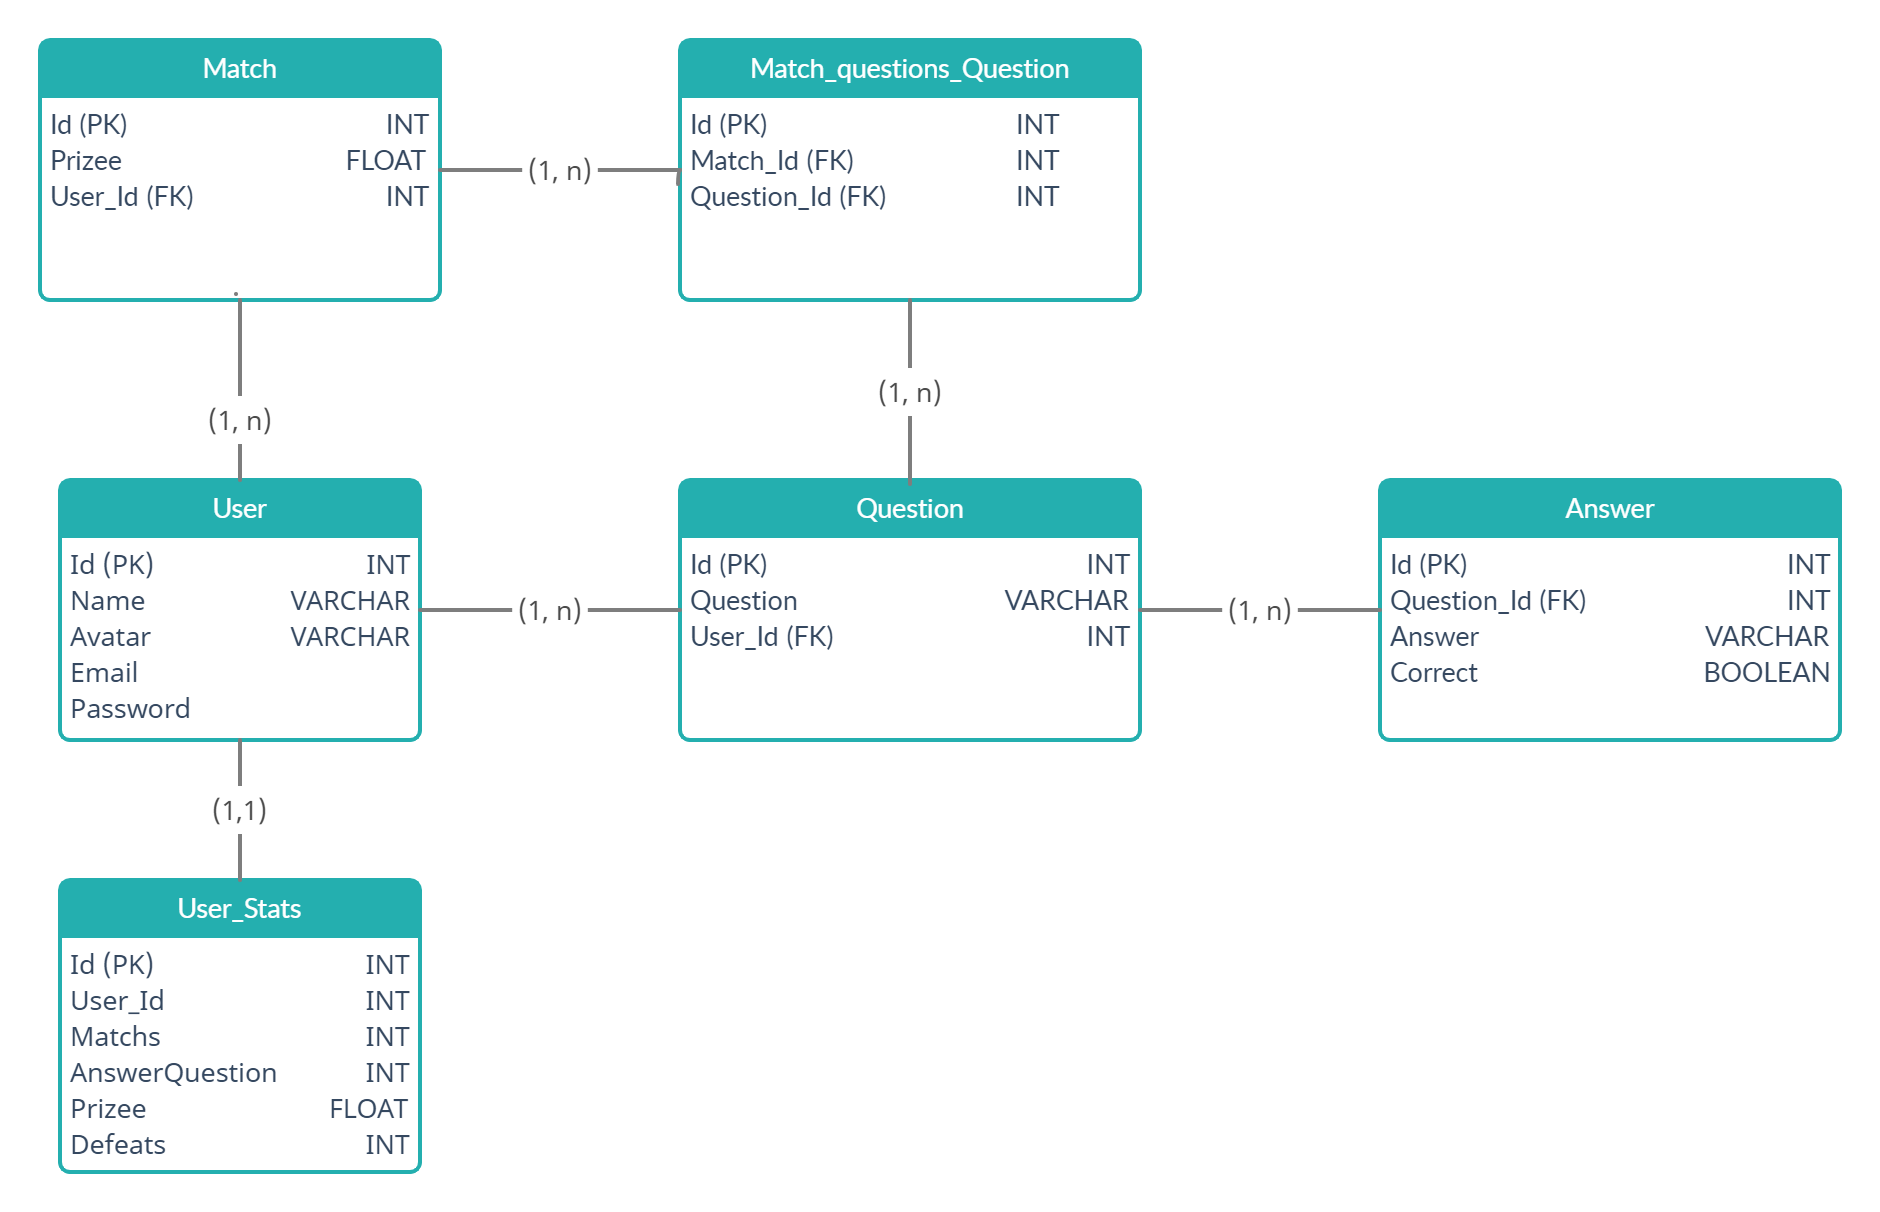 Match
Id (PK) INT
Prizee FLOAT
User_Id (FK) INT
(1, n)
Match_questions_Question
Id (PK) INT
Match_Id (FK) INT
Question_Id (FK) INT
(1, n)
(1, n)
User
Id (PK) INT
Name VARCHAR
Avatar VARCHAR
Email
Password
(1, n)
Question
Id (PK) INT
Question VARCHAR
User_Id (FK) INT
(1, n)
Answer
Id (PK) INT
Question_Id (FK) INT
Answer VARCHAR
Correct BOOLEAN
(1,1)
User_Stats
Id (PK) INT
User_Id INT
Matchs INT
AnswerQuestion INT
Prizee FLOAT
Defeats INT